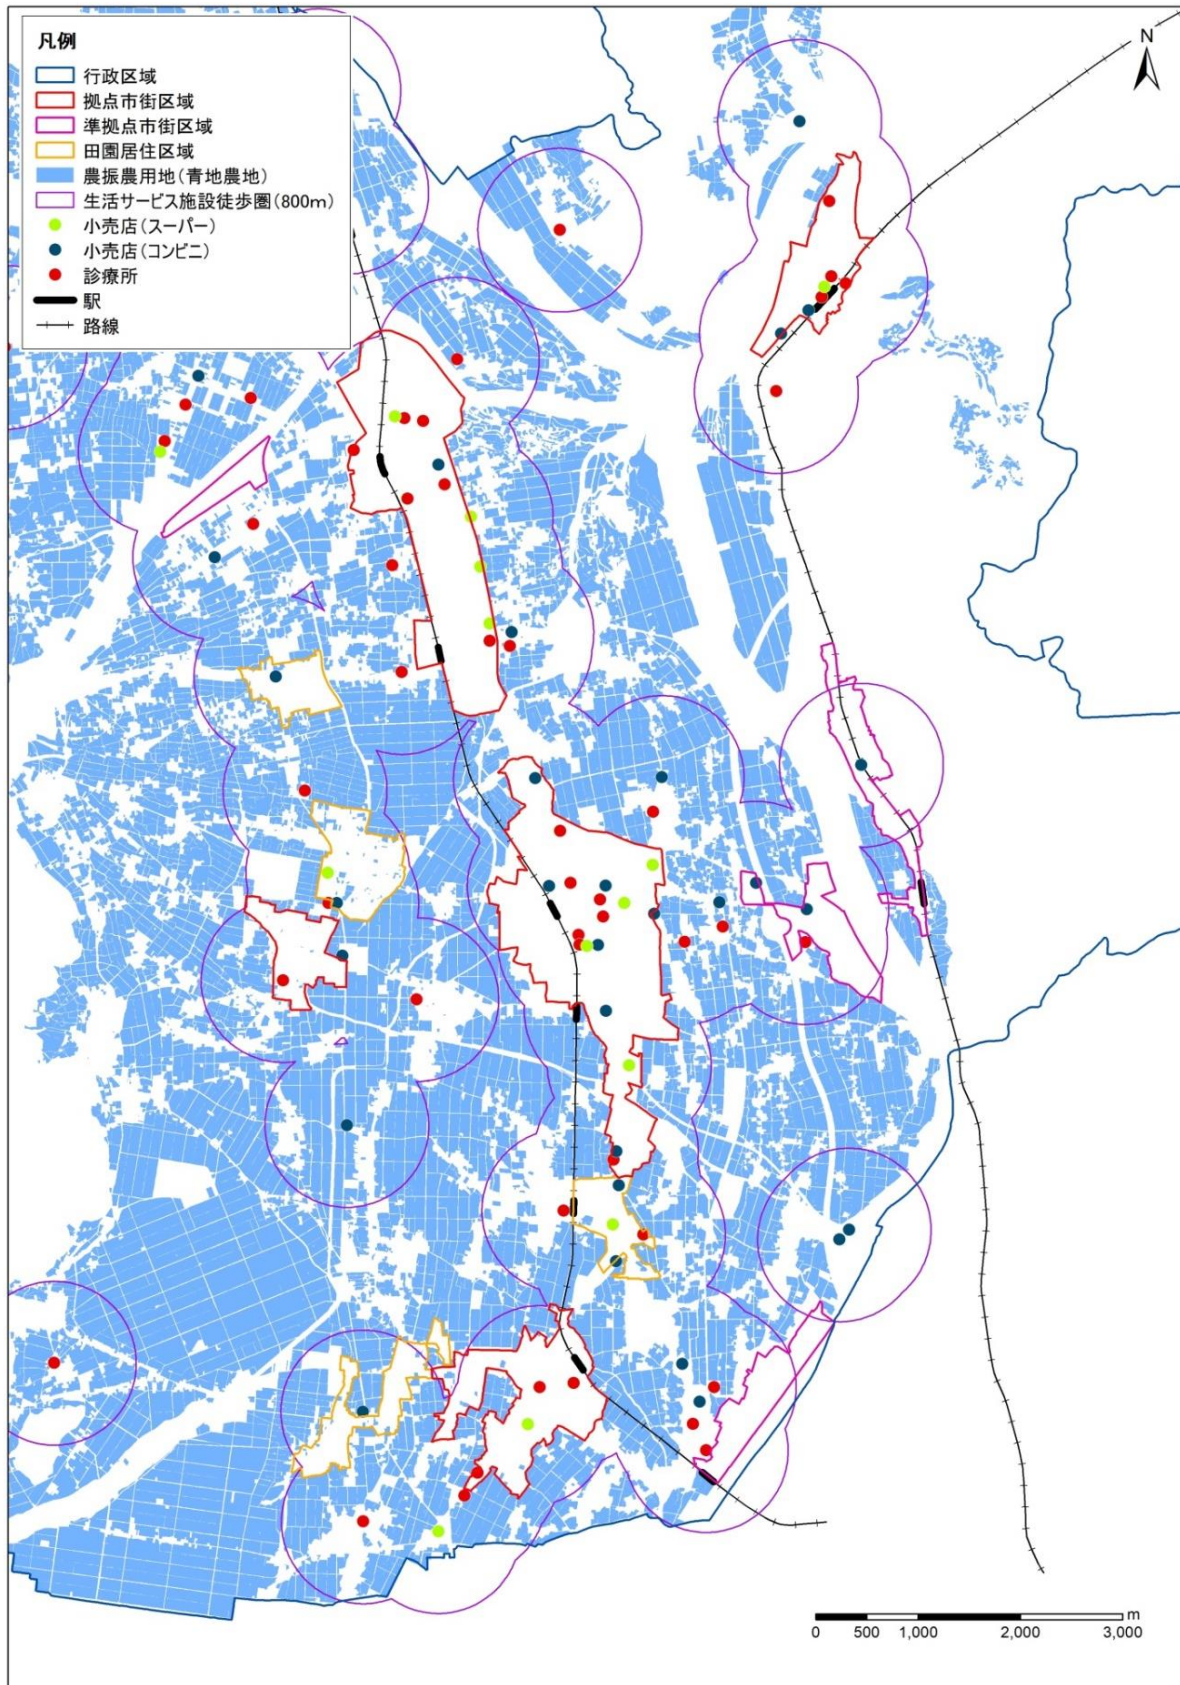 凡例
行政区域
拠点市街区域
準拠点市街区域
田園居住区域
農振農用地(青地農地)
生活サービス施設徒歩圏(800m)
小売店(スーパー)
小売店(コンビニ)
診療所
駅
路線
N
m
0 500 1,000 2,000 3,000